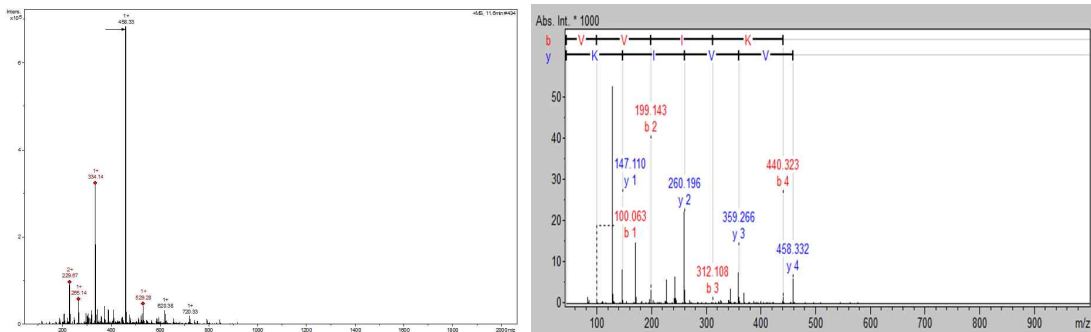 Intens.
x10⁵
+MS, 11.6min #434
1+
458.33
6
4
1+
334.14
2
2+
229.67
1+
265.14
1+
529.28
1+
620.38
1+
720.33
0
200
400
600
800
1000
1200
1400
1600
1800
2000
m/z
Abs. Int. * 1000
b V V I K
y K I V V
50
40
30
20
10
0
199.143
b 2
147.110
y 1
100.063
b 1
260.196
y 2
312.108
b 3
359.266
y 3
440.323
b 4
458.332
y 4
100 200 300 400 500 600 700 800 900